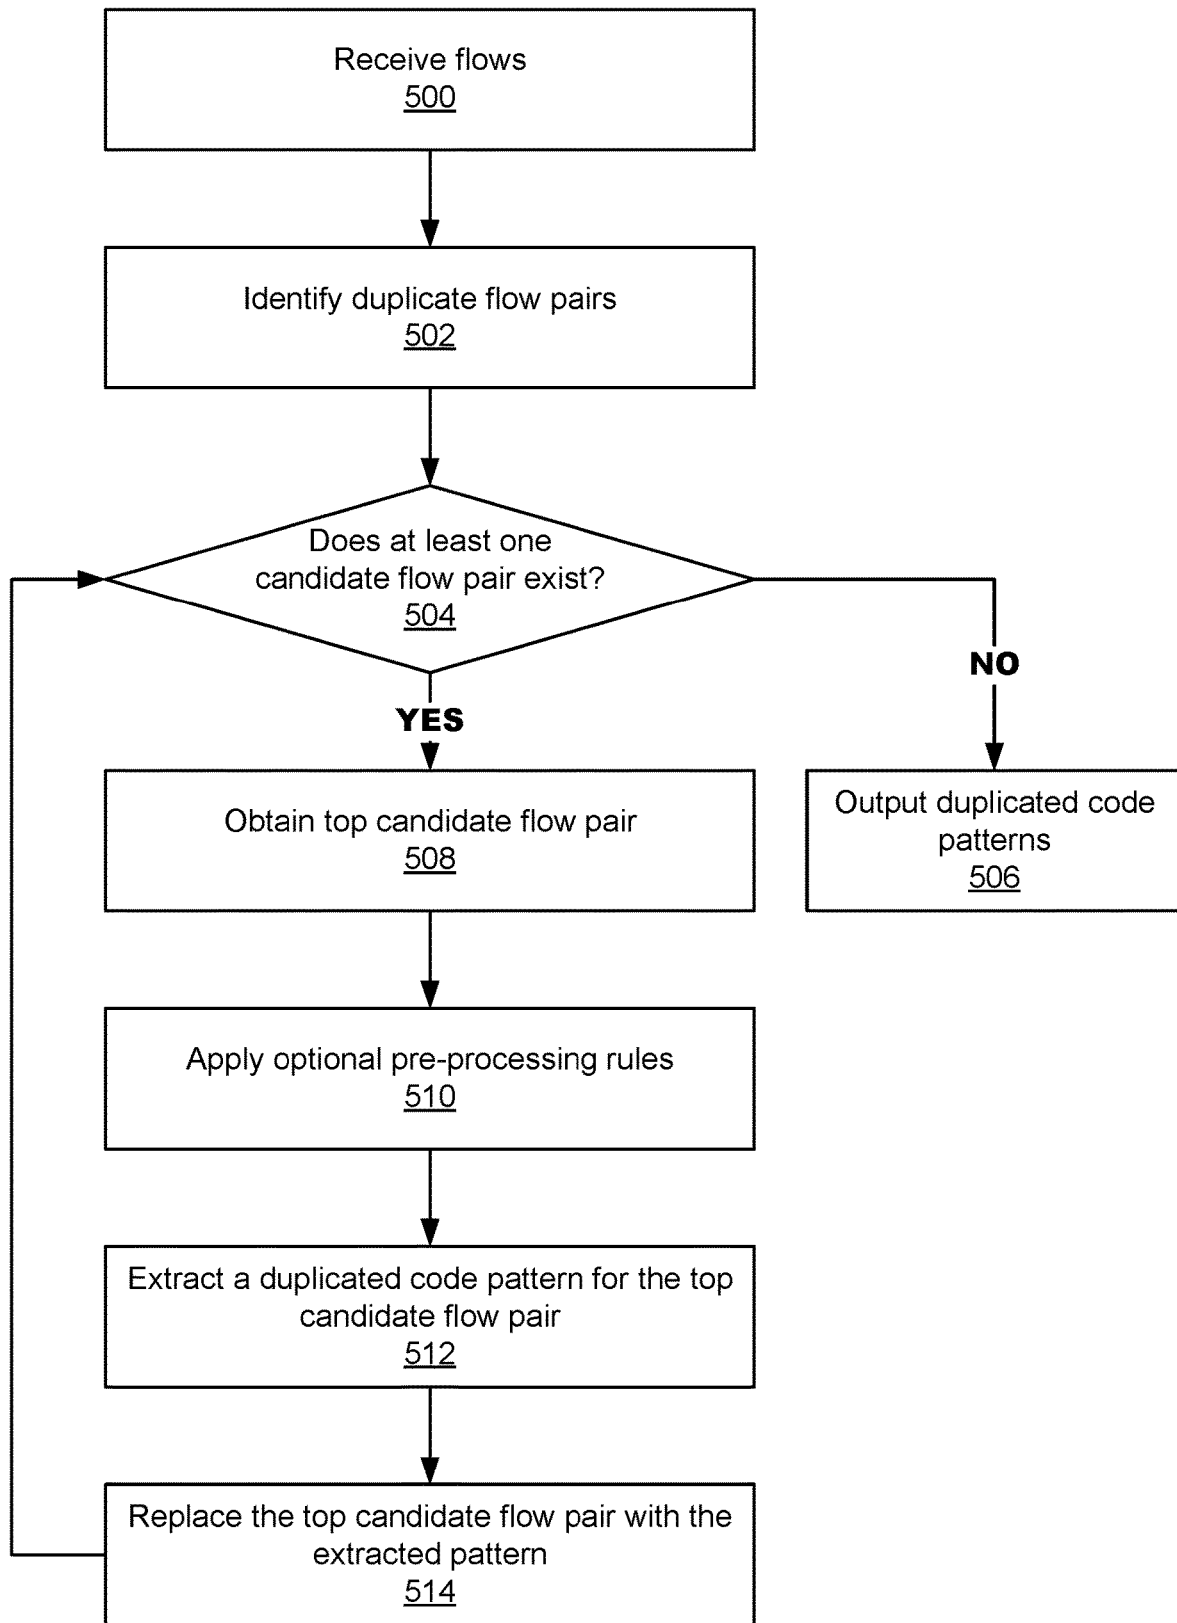 Receive flows
500
Identify duplicate flow pairs
502
Does at least one
candidate flow pair exist?
504
NO
YES
Obtain top candidate flow pair
508
Output duplicated code
patterns
506
Apply optional pre-processing rules
510
Extract a duplicated code pattern for the top
candidate flow pair
512
Replace the top candidate flow pair with the
extracted pattern
514